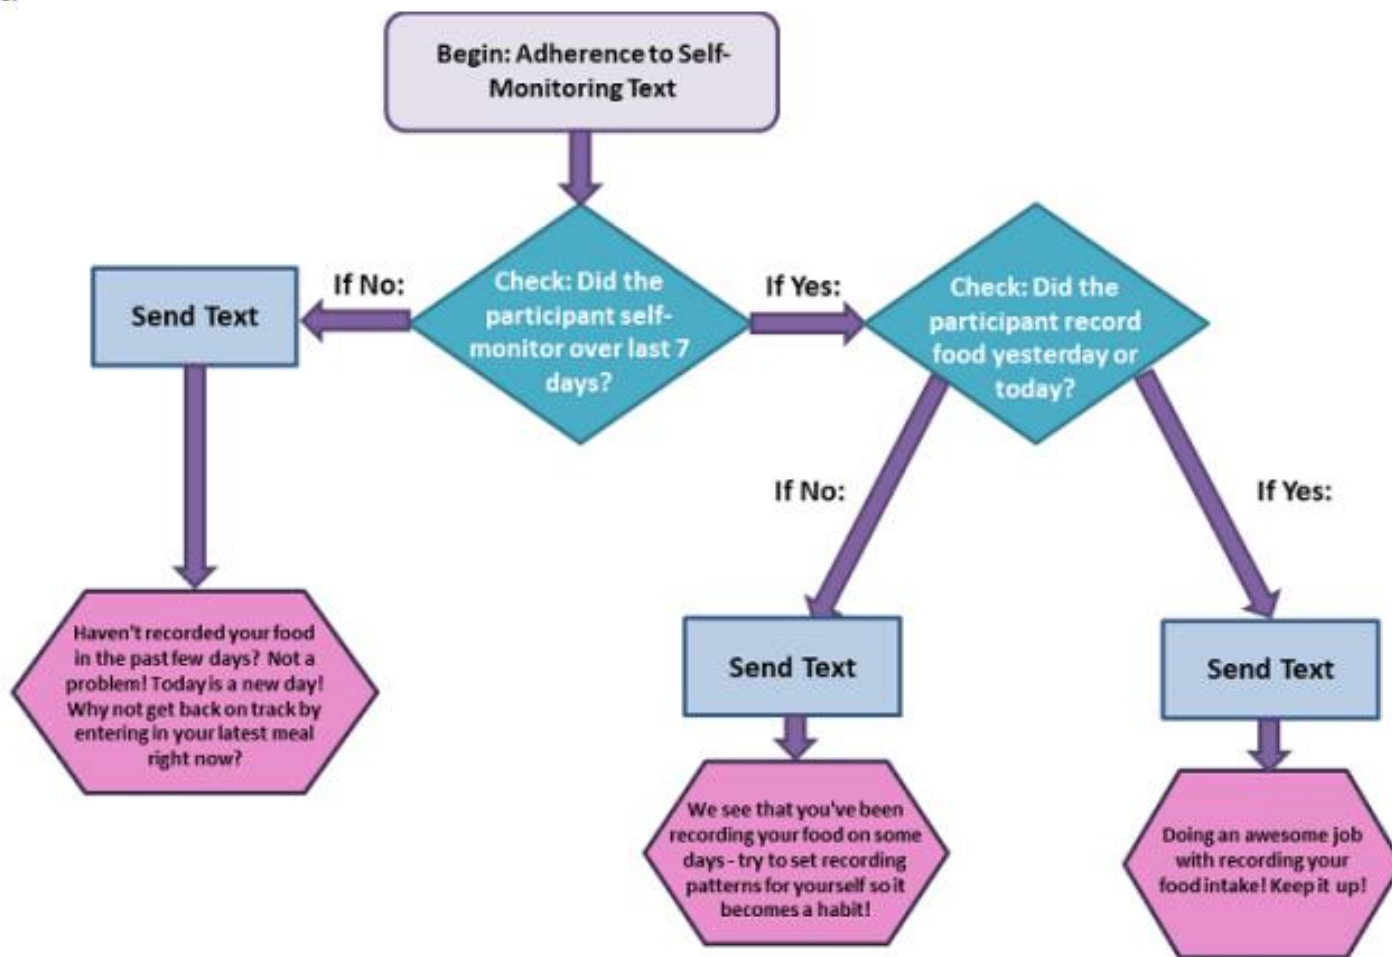 Begin: Adherence to Self-
Monitoring Text
If No:
Check: Did the
participant self-
monitor over last 7
days?
If Yes:
Check: Did the
participant record
food yesterday or
today?
Send Text
If No:
If Yes:
Haven't recorded your food
in the past few days? Not a
problem! Today is a new day!
Why not get back on track by
entering in your latest meal
right now?
Send Text
Send Text
We see that you've been
recording your food on some
days - try to set recording
patterns for yourself so it
becomes a habit!
Doing an awesome job
with recording your
food intake! Keep it up!